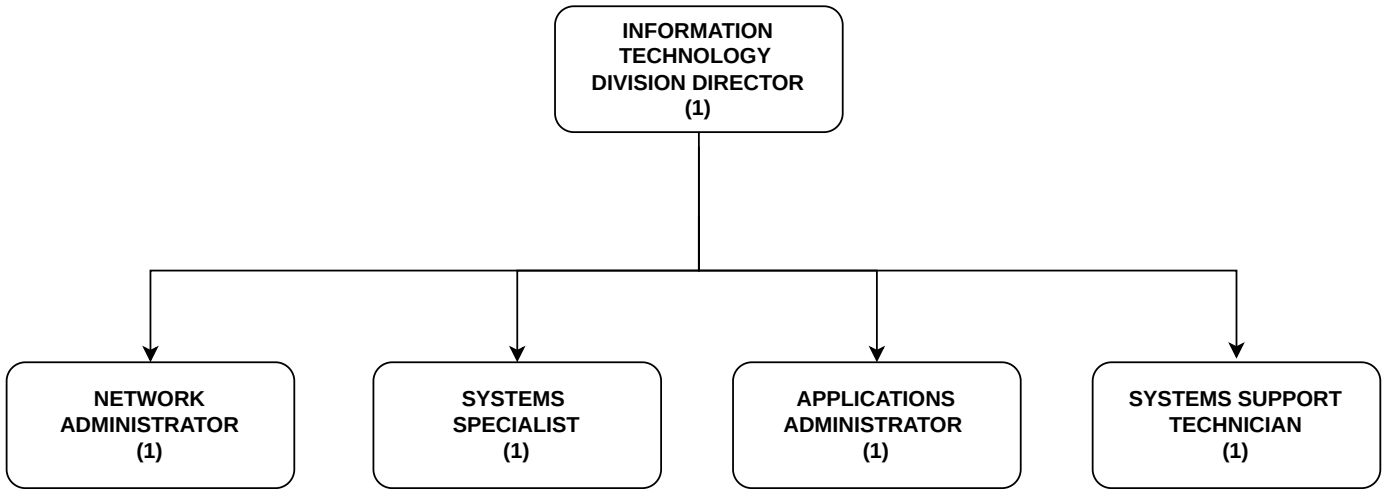 INFORMATION
TECHNOLOGY
DIVISION DIRECTOR
(1)
NETWORK
ADMINISTRATOR
(1)
SYSTEMS
SPECIALIST
(1)
APPLICATIONS
ADMINISTRATOR
(1)
SYSTEMS SUPPORT
TECHNICIAN
(1)